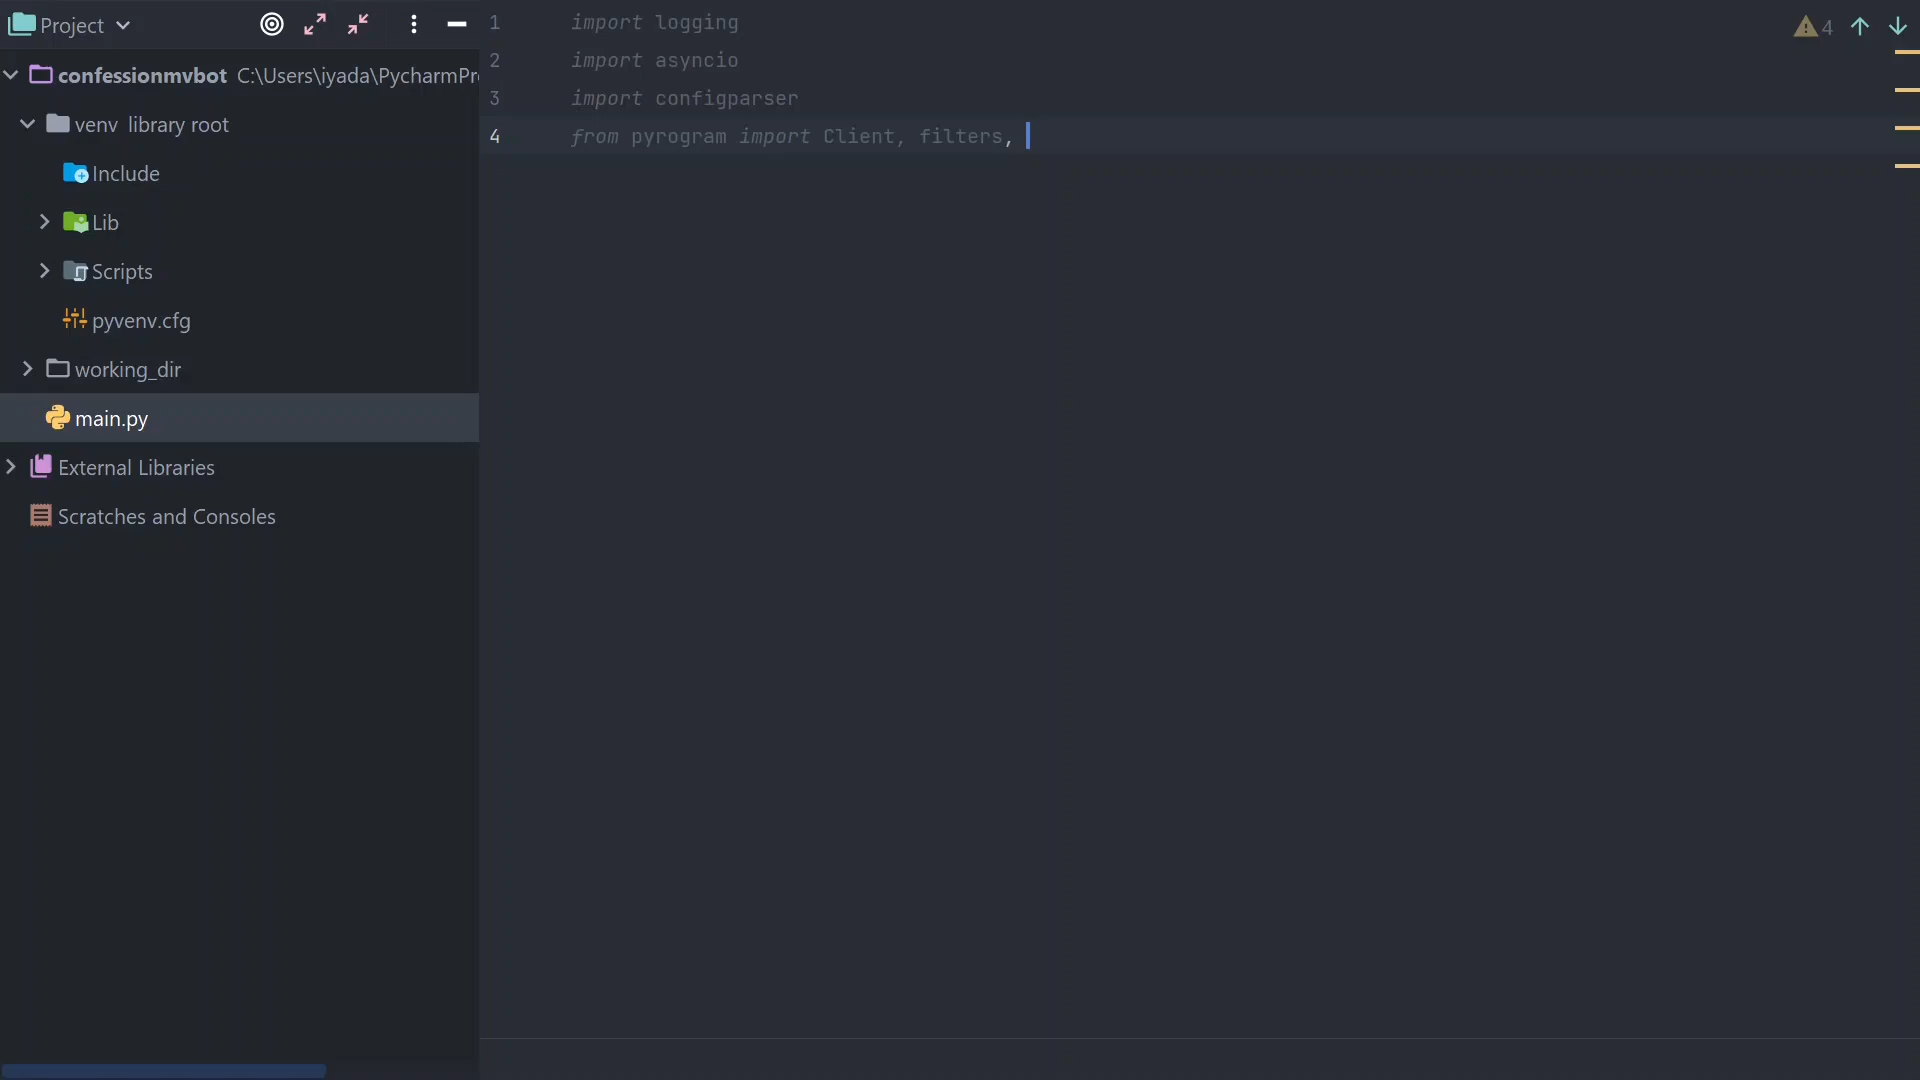 Project
confessionmvbot C:\Users\iyada\PycharmPr
venv library root
Include
Lib
Scripts
pyvenv.cfg
working_dir
main.py
External Libraries
Scratches and Consoles
1 import logging
2 import asyncio
3 import configparser
4 from pyrogram import Client, filters,
4